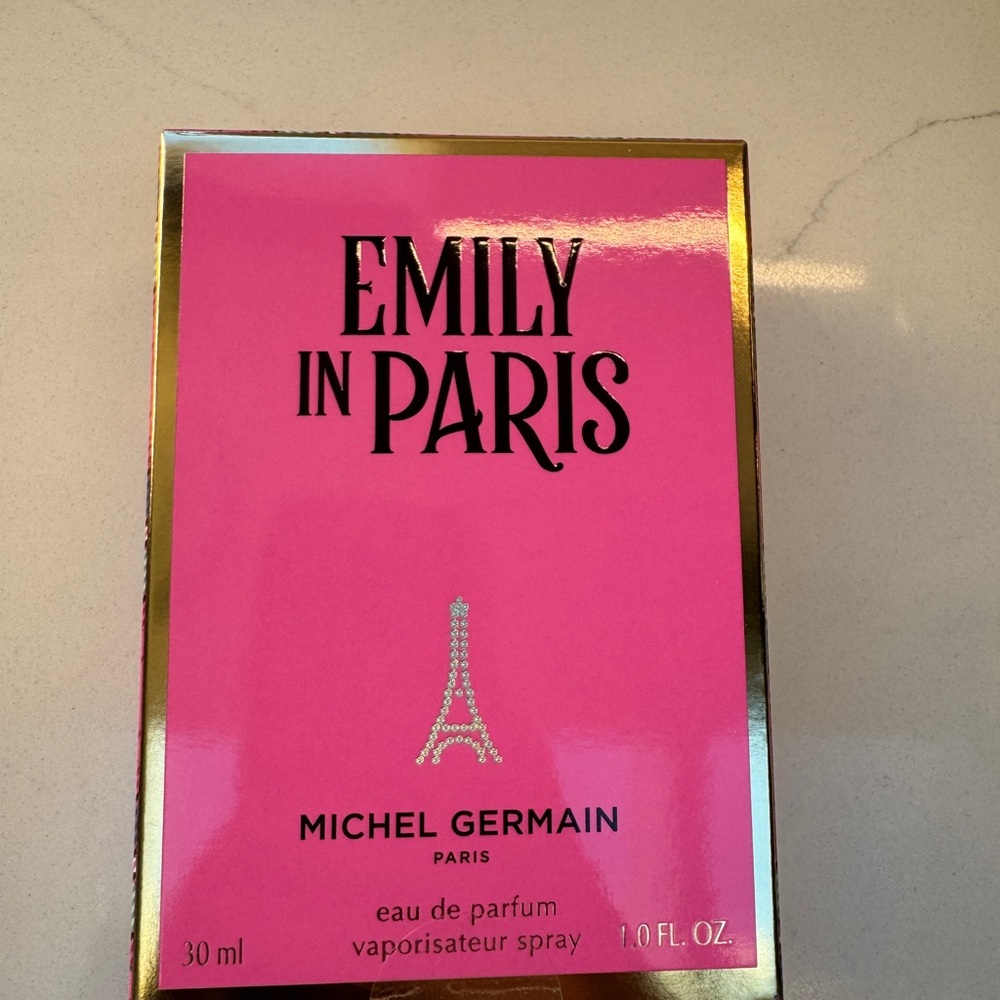 EMILY
IN PARIS
MICHEL GERMAIN
PARIS
eau de parfum
30 ml vaporisateur spray 1.0 FL. OZ.